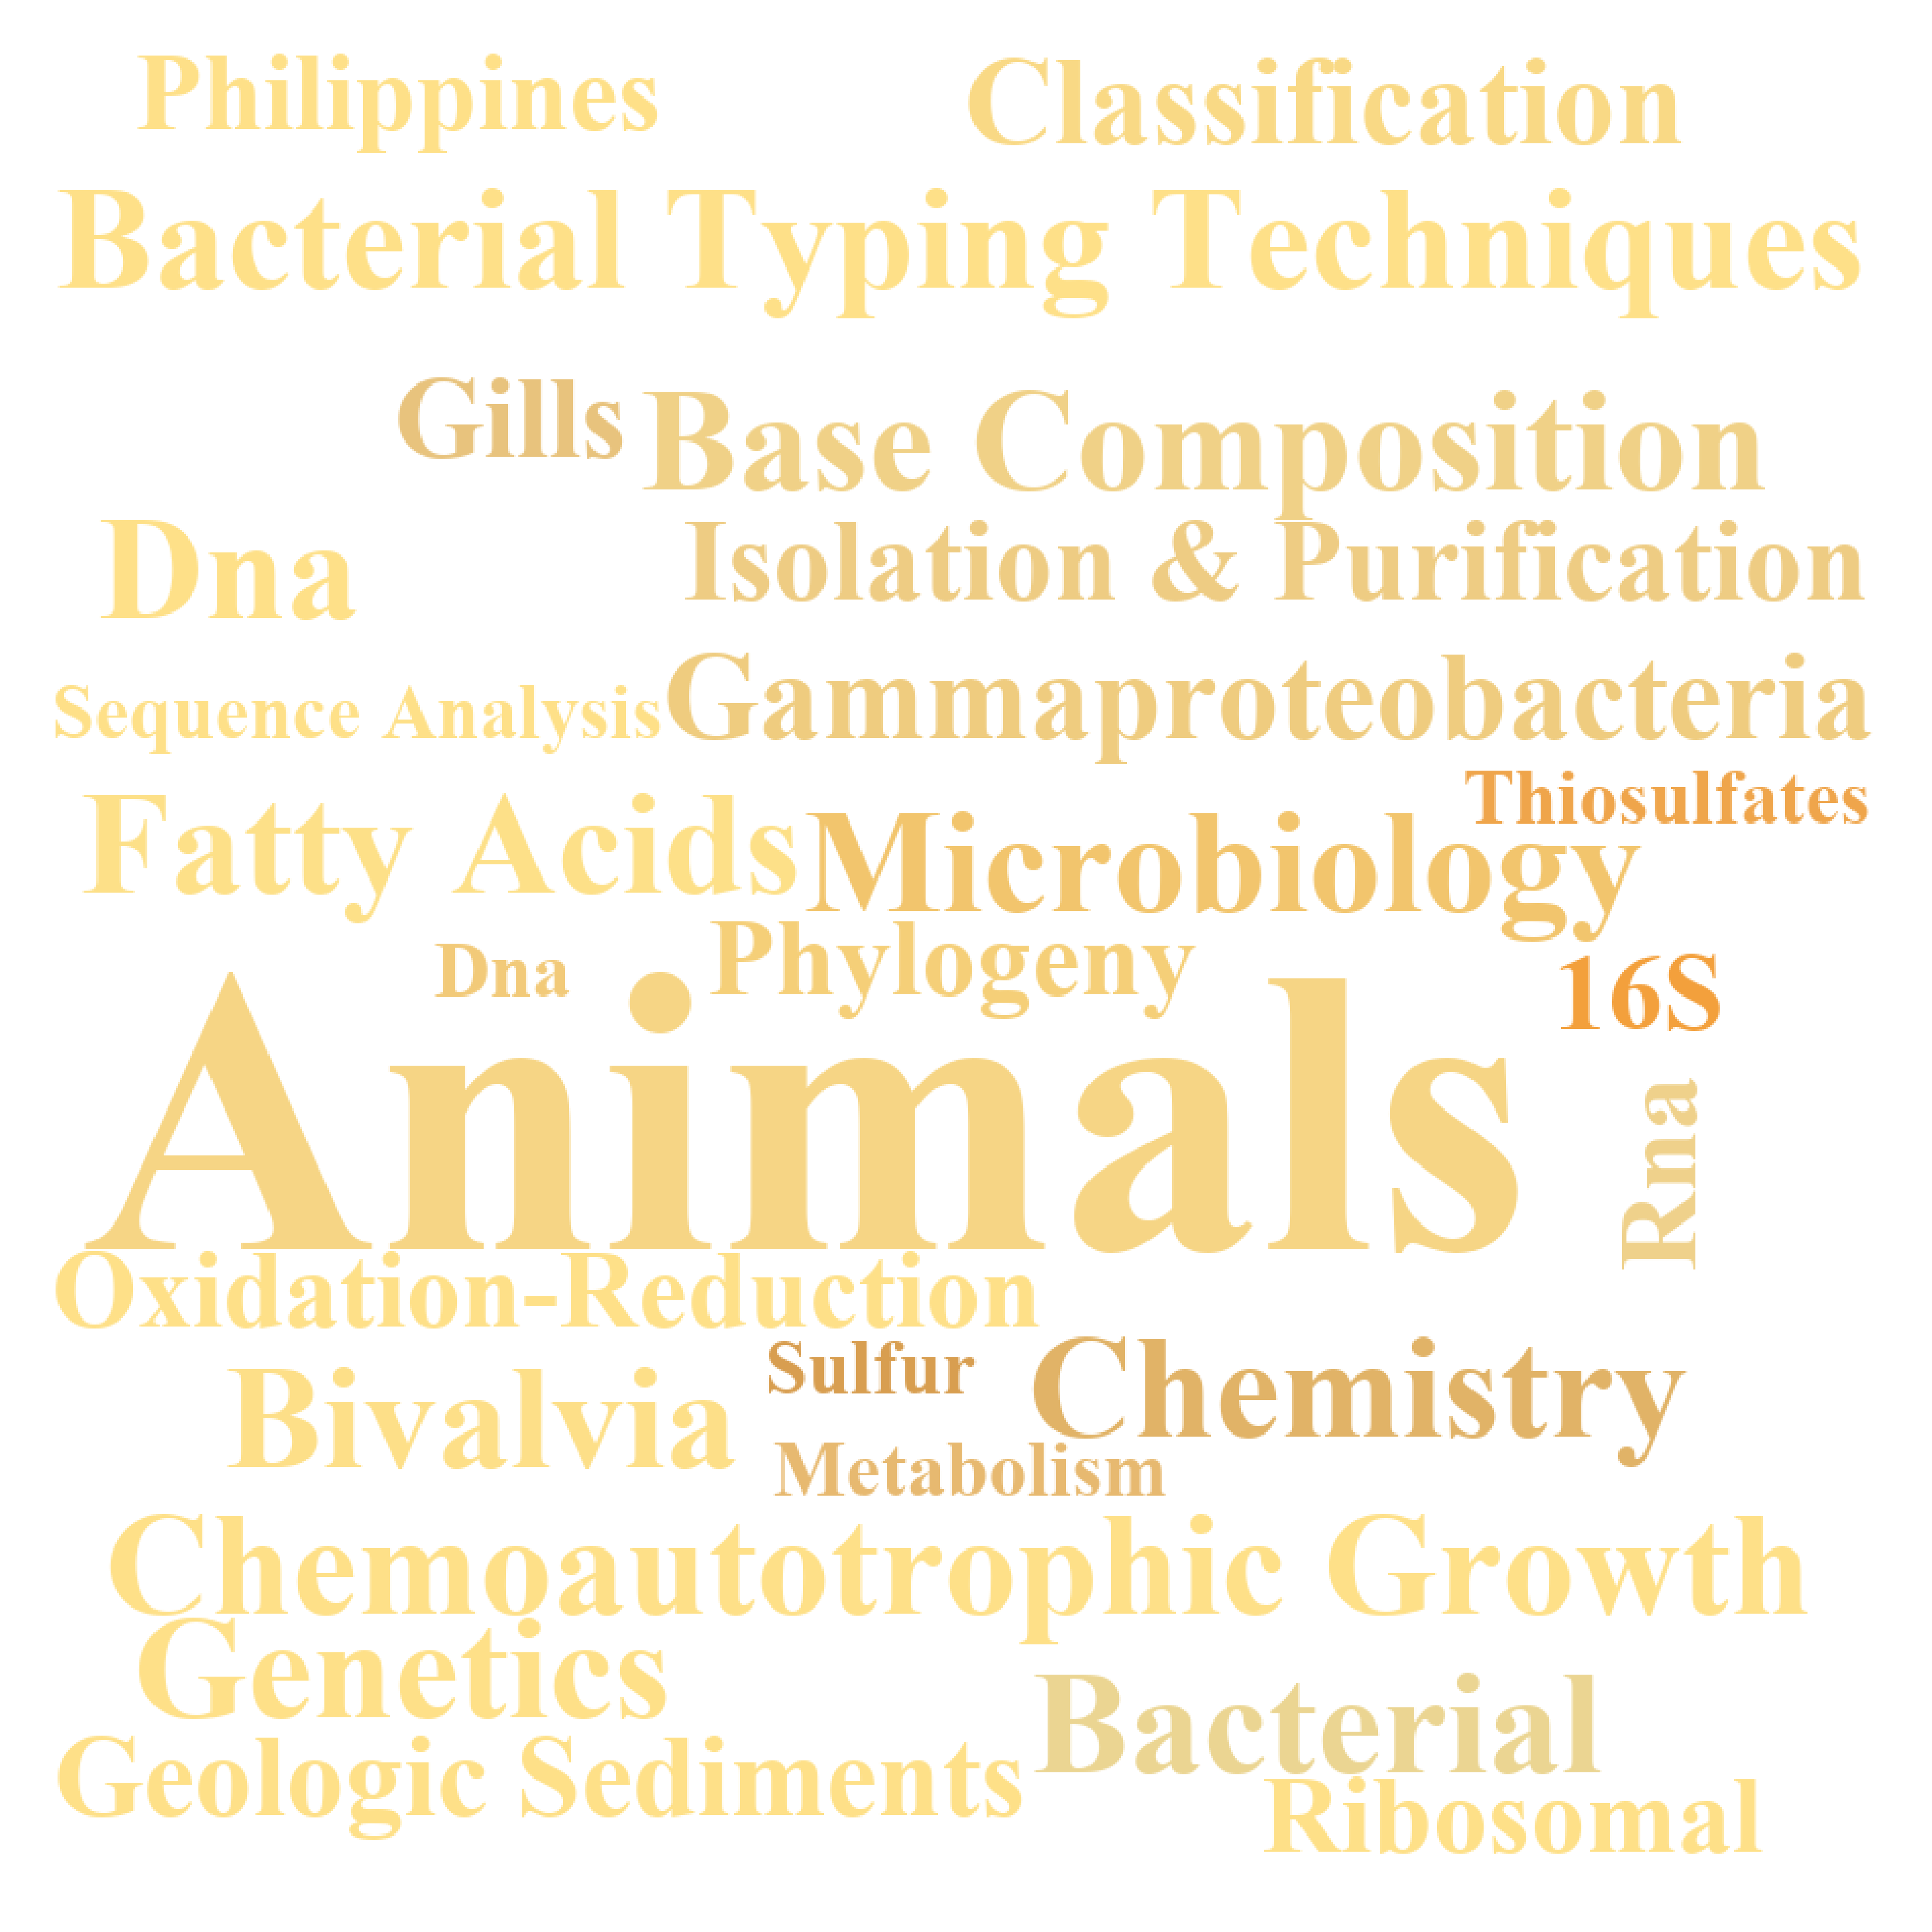 Philippines
Classification
Bacterial Typing Techniques
Gills
Base Composition
Dna
Isolation & Purification
Sequence Analysis
Gammaproteobacteria
Thiosulfates
Fatty Acids
Microbiology
Dna
Phylogeny
16S
Animals
Rna
Oxidation-Reduction
Sulfur
Chemistry
Bivalvia
Metabolism
Chemoautotrophic Growth
Genetics
Bacterial
Geologic Sediments
Ribosomal